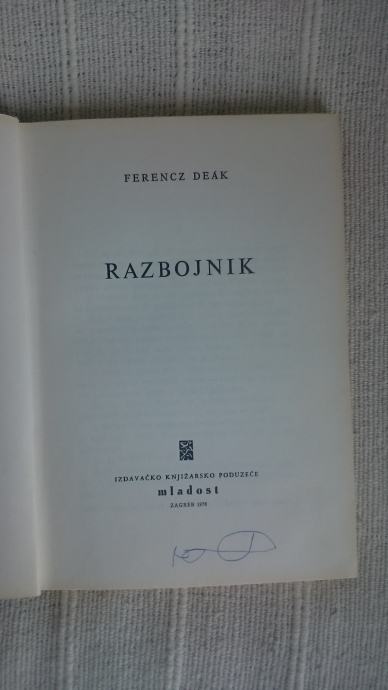 FERENCZ DEÁK
RAZBOJNIK
IZDAVAČKO KNJIŽARSKO PODUZEĆE
mladost
ZAGREB